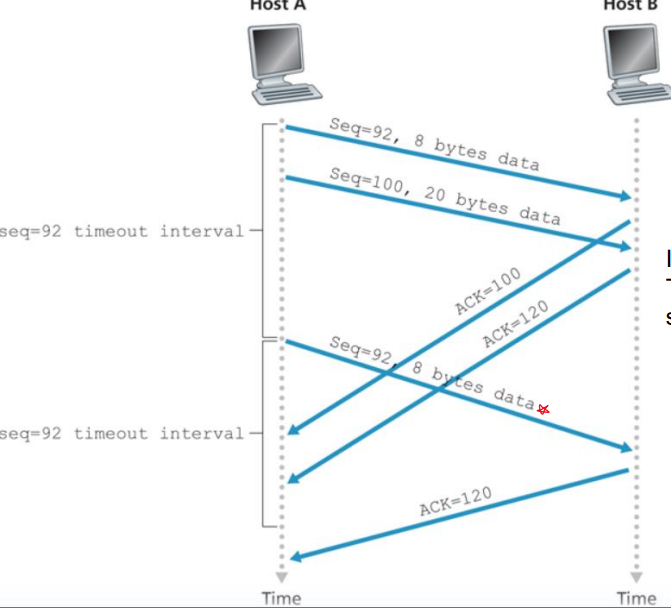 Host A
Host B
Seq=92, 8 bytes data
Seq=100, 20 bytes data
seq=92 timeout interval
ACK=100
ACK=120
Seq=92, 8 bytes data
seq=92 timeout interval
ACK=120
Time
Time